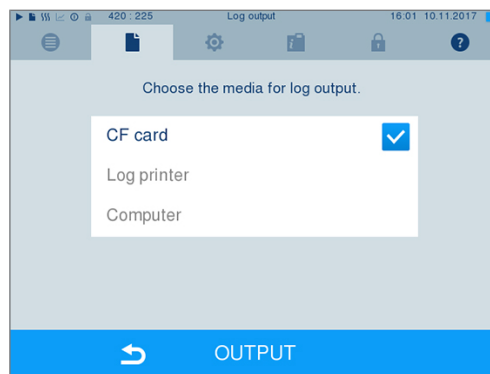 420 : 225 Log output 16:01 10.11.2017
i ?
Choose the media for log output.
CF card
Log printer
Computer
OUTPUT